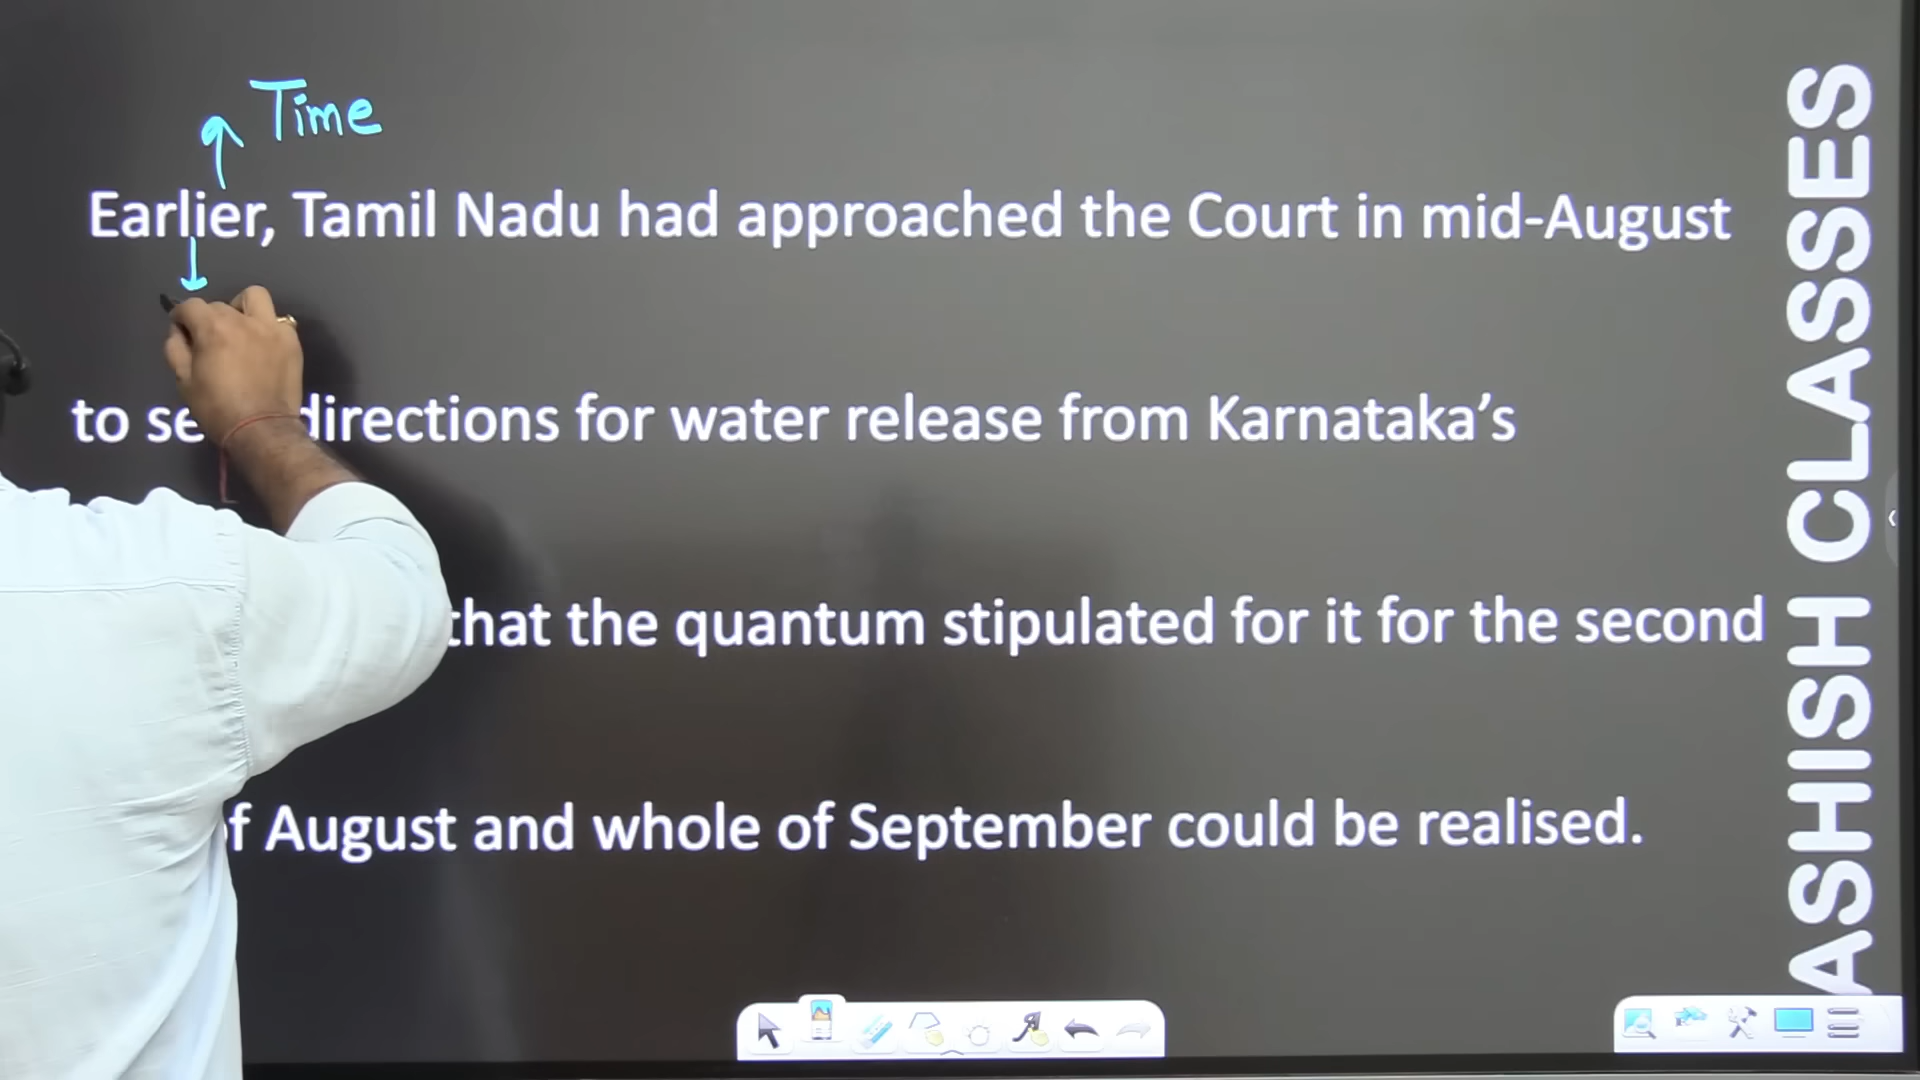 Time
Earlier, Tamil Nadu had approached the Court in mid-August
to directions for water release from Karnataka's
that the quantum stipulated for it for the second
of August and whole of September could be realised.
ASHISH CLASSES